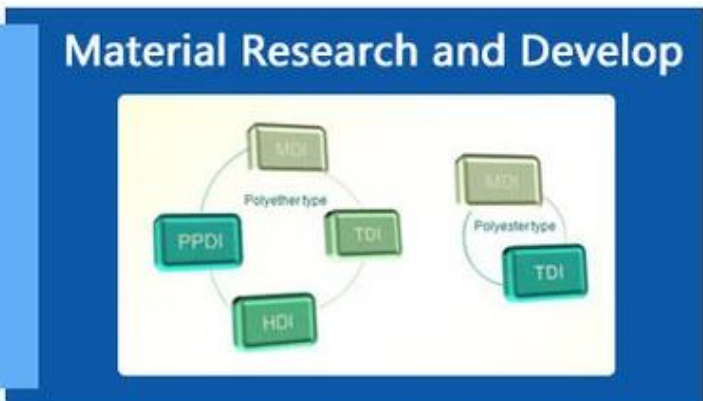 Material Research and Develop
MDI
Polyether type
PPDI
TDI
HDI
MDI
Polyester type
TDI